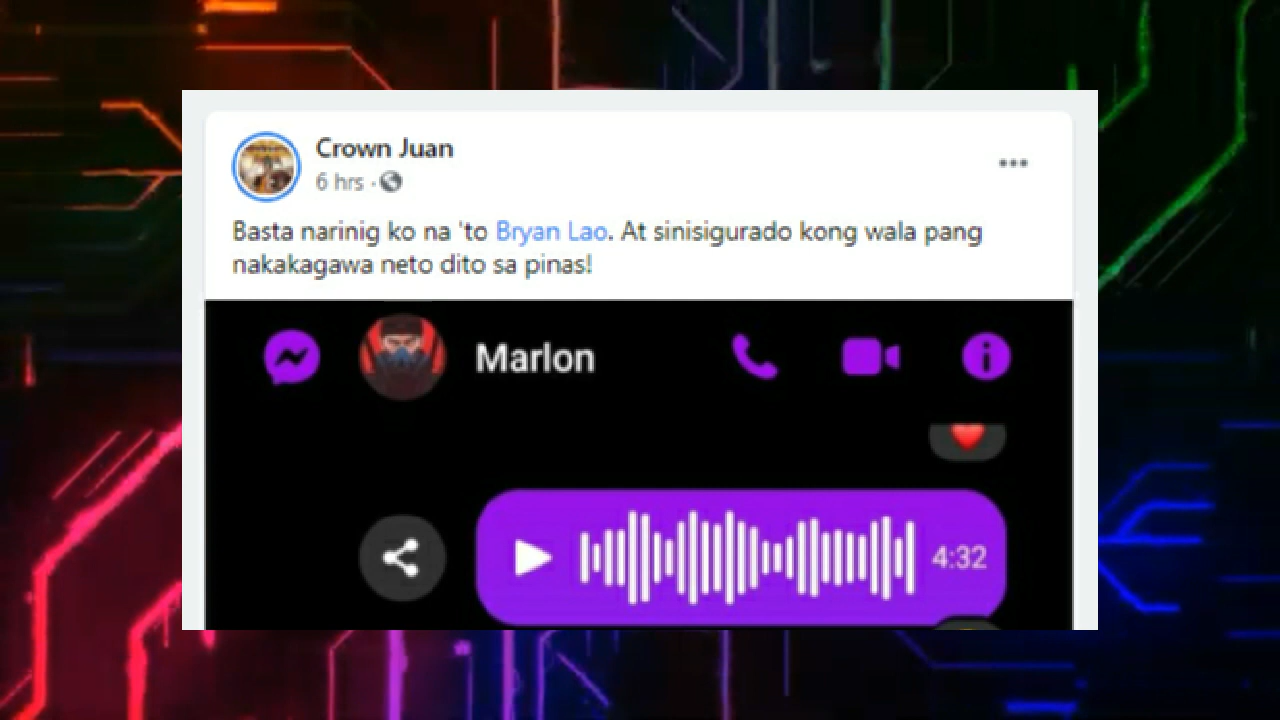 Crown Juan
6 hrs ·
Basta narinig ko na 'to Bryan Lao. At sinisigurado kong wala pang
nakakagawa neto dito sa pinas!
Marlon
4:32